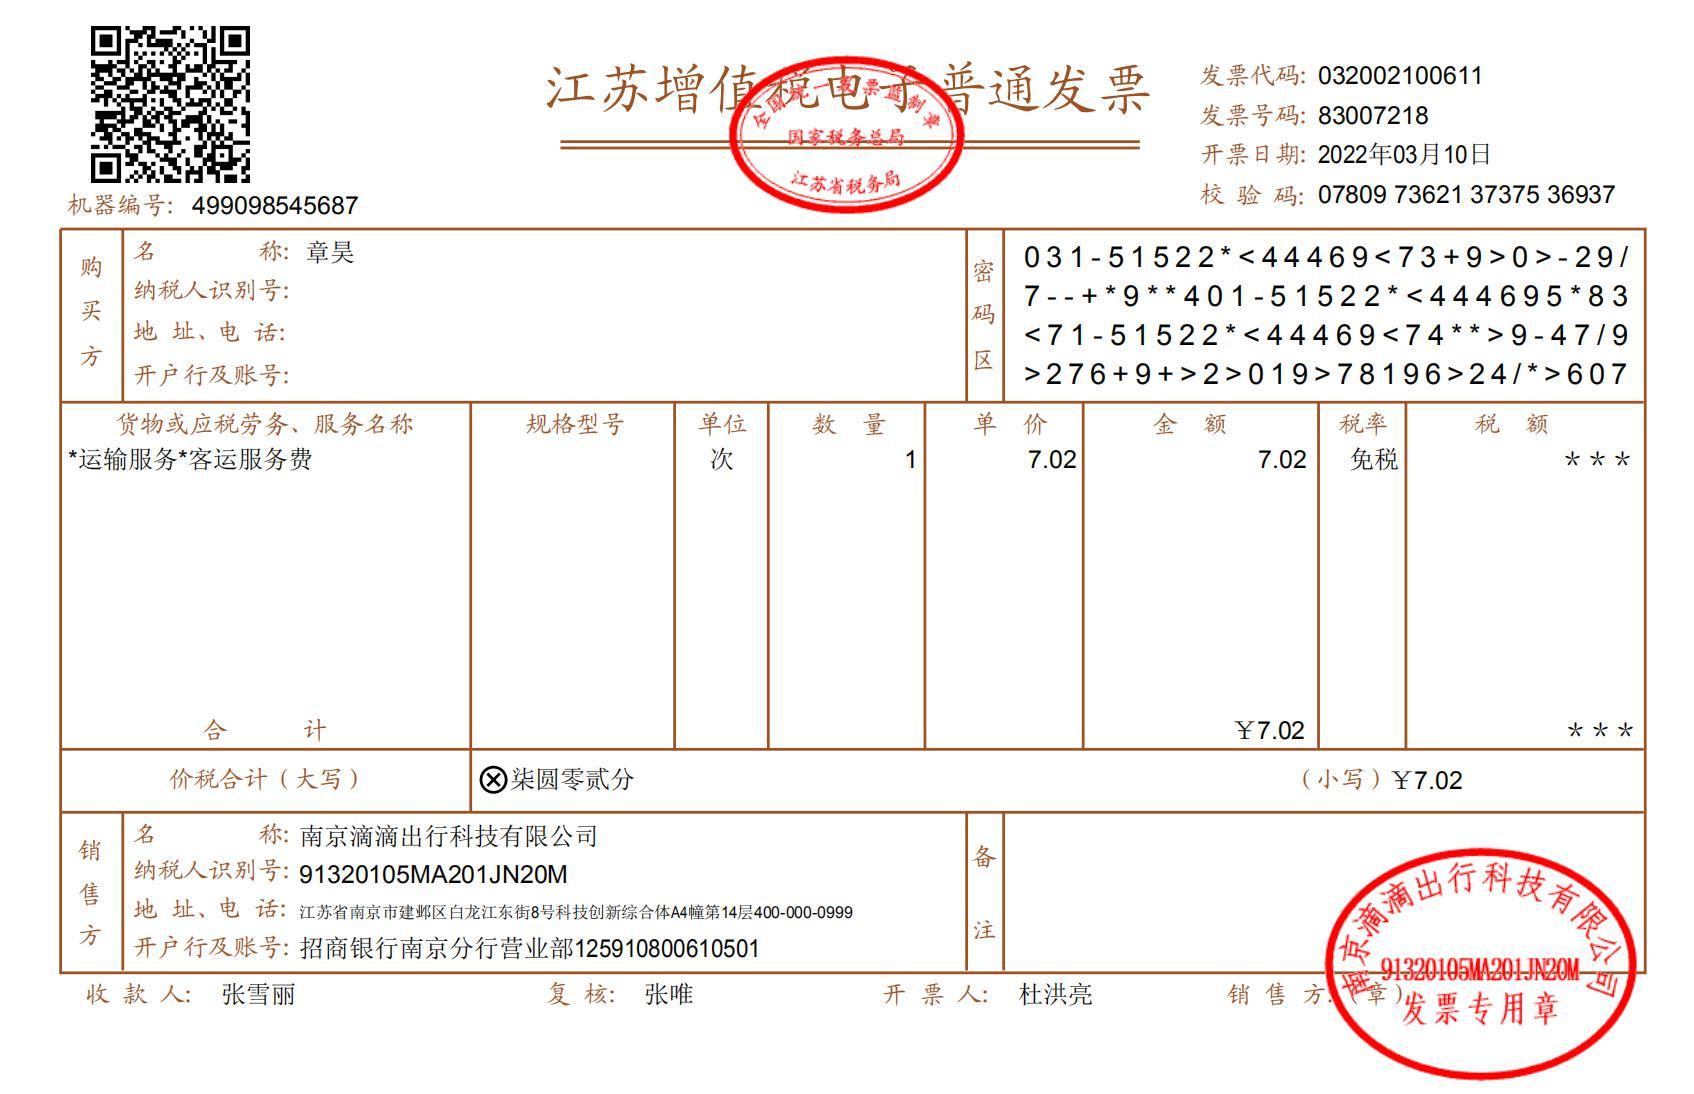 江苏增值税电子普通发票
全国统一发票监制章
国家税务总局
江苏省税务局
发票代码: 032002100611
发票号码: 83007218
开票日期: 2022年03月10日
校 验 码: 07809 73621 37375 36937
机器编号: 499098545687
购买方
名 称: 章昊
纳税人识别号:
地 址、电 话:
开户行及账号:
密码区
031-51522*<44469<73+9>0>-29/
7--+*9**401-51522*<444695*83
<71-51522*<44469<74**>9-47/9
>276+9+>2>019>78196>24/*>607
货物或应税劳务、服务名称 规格型号 单位 数 量 单 价 金 额 税率 税 额
*运输服务*客运服务费 次 1 7.02 7.02 免税 ***
合 计 ￥7.02 ***
价税合计（大写） ⊗柒圆零贰分 （小写）￥7.02
销售方
名 称: 南京滴滴出行科技有限公司
纳税人识别号: 91320105MA201JN20M
地 址、电 话: 江苏省南京市建邺区白龙江东街8号科技创新综合体A4幢第14层400-000-0999
开户行及账号: 招商银行南京分行营业部125910800610501
备注
收 款 人: 张雪丽 复 核: 张唯 开 票 人: 杜洪亮 销 售 方:（章）
南京滴滴出行科技有限公司
91320105MA201JN20M
发票专用章